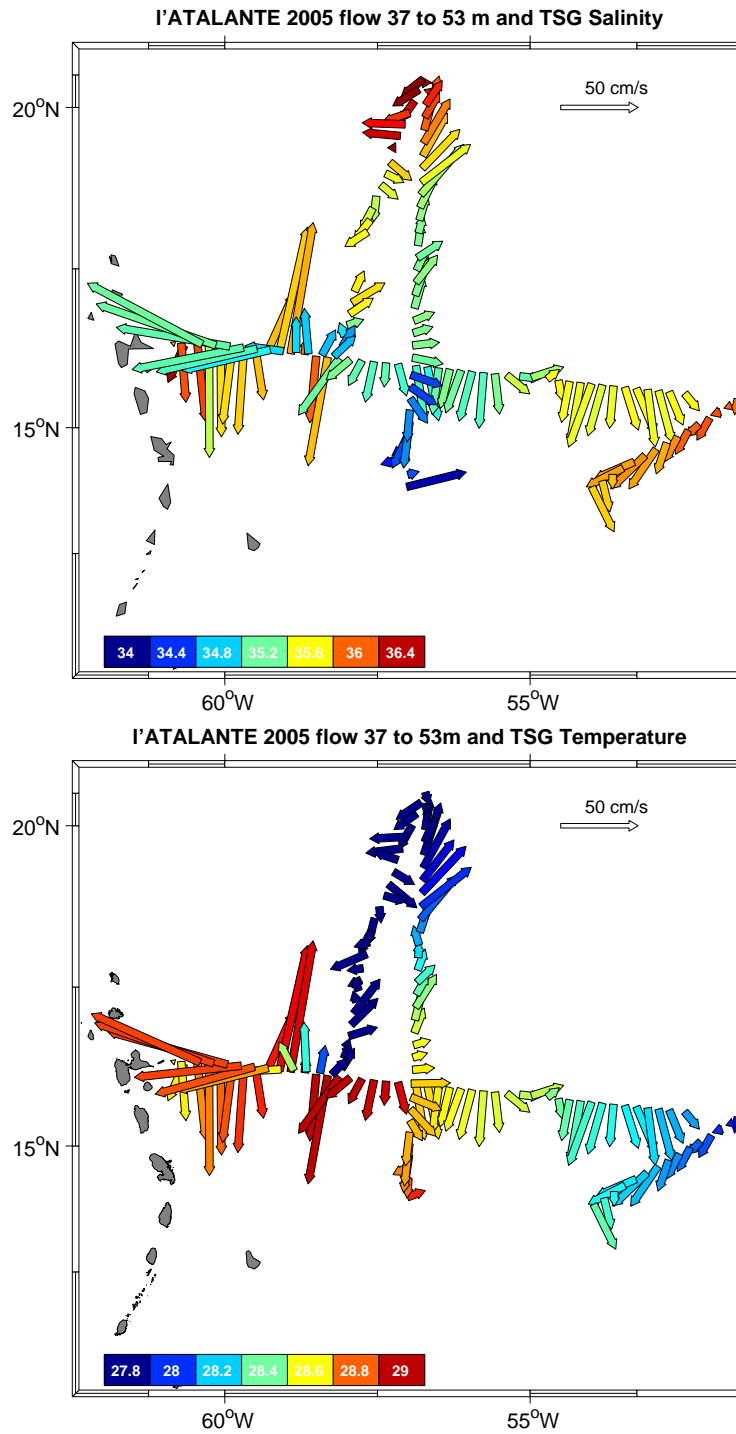 l'ATALANTE 2005 flow 37 to 53 m and TSG Salinity
50 cm/s
20°N
15°N
34 34.4 34.8 35.2 35.6 36 36.4
60°W 55°W
l'ATALANTE 2005 flow 37 to 53m and TSG Temperature
50 cm/s
20°N
15°N
27.8 28 28.2 28.4 28.6 28.8 29
60°W 55°W